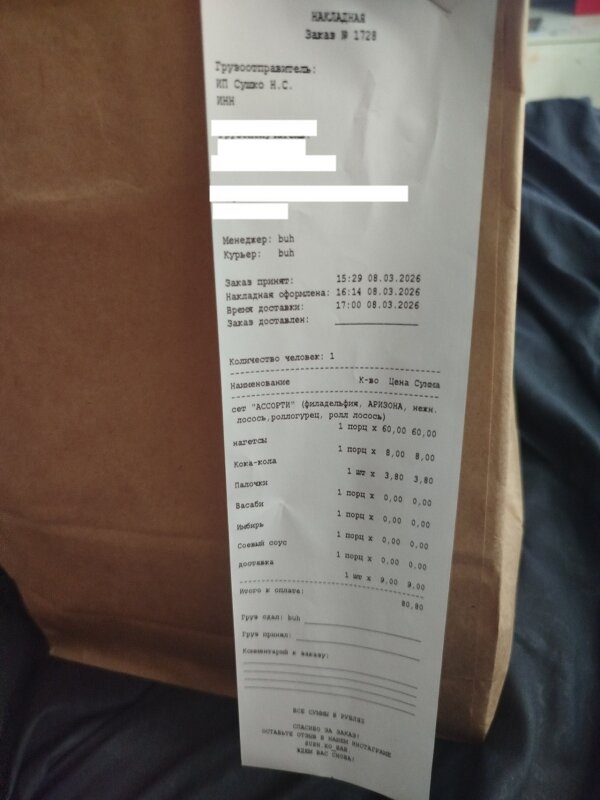 НАКЛАДНАЯ
Заказ № 1728
Грузоотправитель:
ИП Сушко Н.С.
ИНН
Менеджер: buh
Курьер: buh
Заказ принят: 15:29 08.03.2026
Накладная оформлена: 16:14 08.03.2026
Время доставки: 17:00 08.03.2026
Заказ доставлен:
Количество человек: 1
Наименование К-во Цена Сумма
сет "АССОРТИ" (филадельфия, АРИЗОНА, нежн.
лосось,роллогурец, ролл лосось)
1 порц x 60,00 60,00
нагетсы
1 порц x 8,00 8,00
Кока-кола
1 шт x 3,80 3,80
Палочки
1 порц x 0,00 0,00
Васаби
1 порц x 0,00 0,00
Имбирь
1 порц x 0,00 0,00
Соевый соус
1 порц x 0,00 0,00
доставка
1 шт x 9,00 9,00
Итого к оплате:
80,80
Груз сдал: buh
Груз принял:
Комментарий к заказу:
ВСЕ СУММЫ В РУБЛЯХ
СПАСИБО ЗА ЗАКАЗ!
ОСТАВЬТЕ ОТЗЫВ В НАШЕМ ИНСТАГРАМЕ
ЖДЕМ ВАС СНОВА!